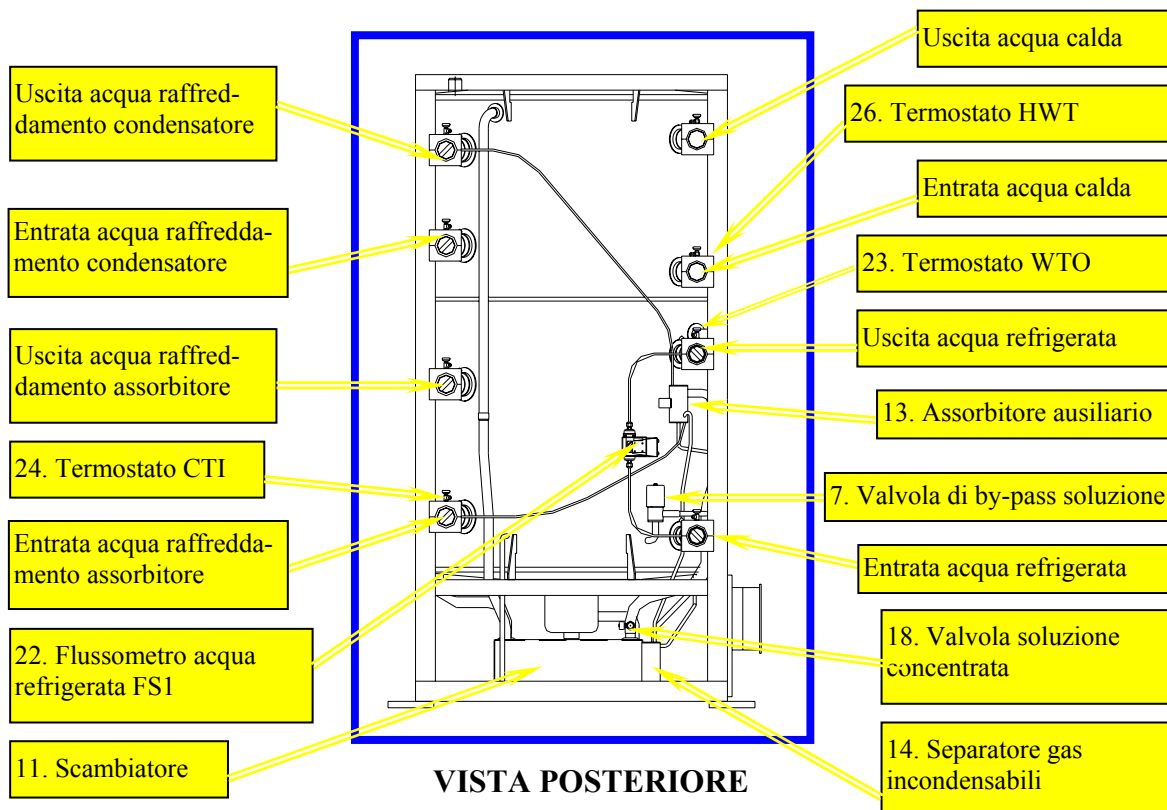 Uscita acqua raffred-
damento condensatore
Entrata acqua raffredda-
mento condensatore
Uscita acqua raffred-
damento assorbitore
24. Termostato CTI
Entrata acqua raffredda-
mento assorbitore
22. Flussometro acqua
refrigerata FS1
11. Scambiatore
Uscita acqua calda
26. Termostato HWT
Entrata acqua calda
23. Termostato WTO
Uscita acqua refrigerata
13. Assorbitore ausiliario
7. Valvola di by-pass soluzione
Entrata acqua refrigerata
18. Valvola soluzione
concentrata
14. Separatore gas
incondensabili
VISTA POSTERIORE